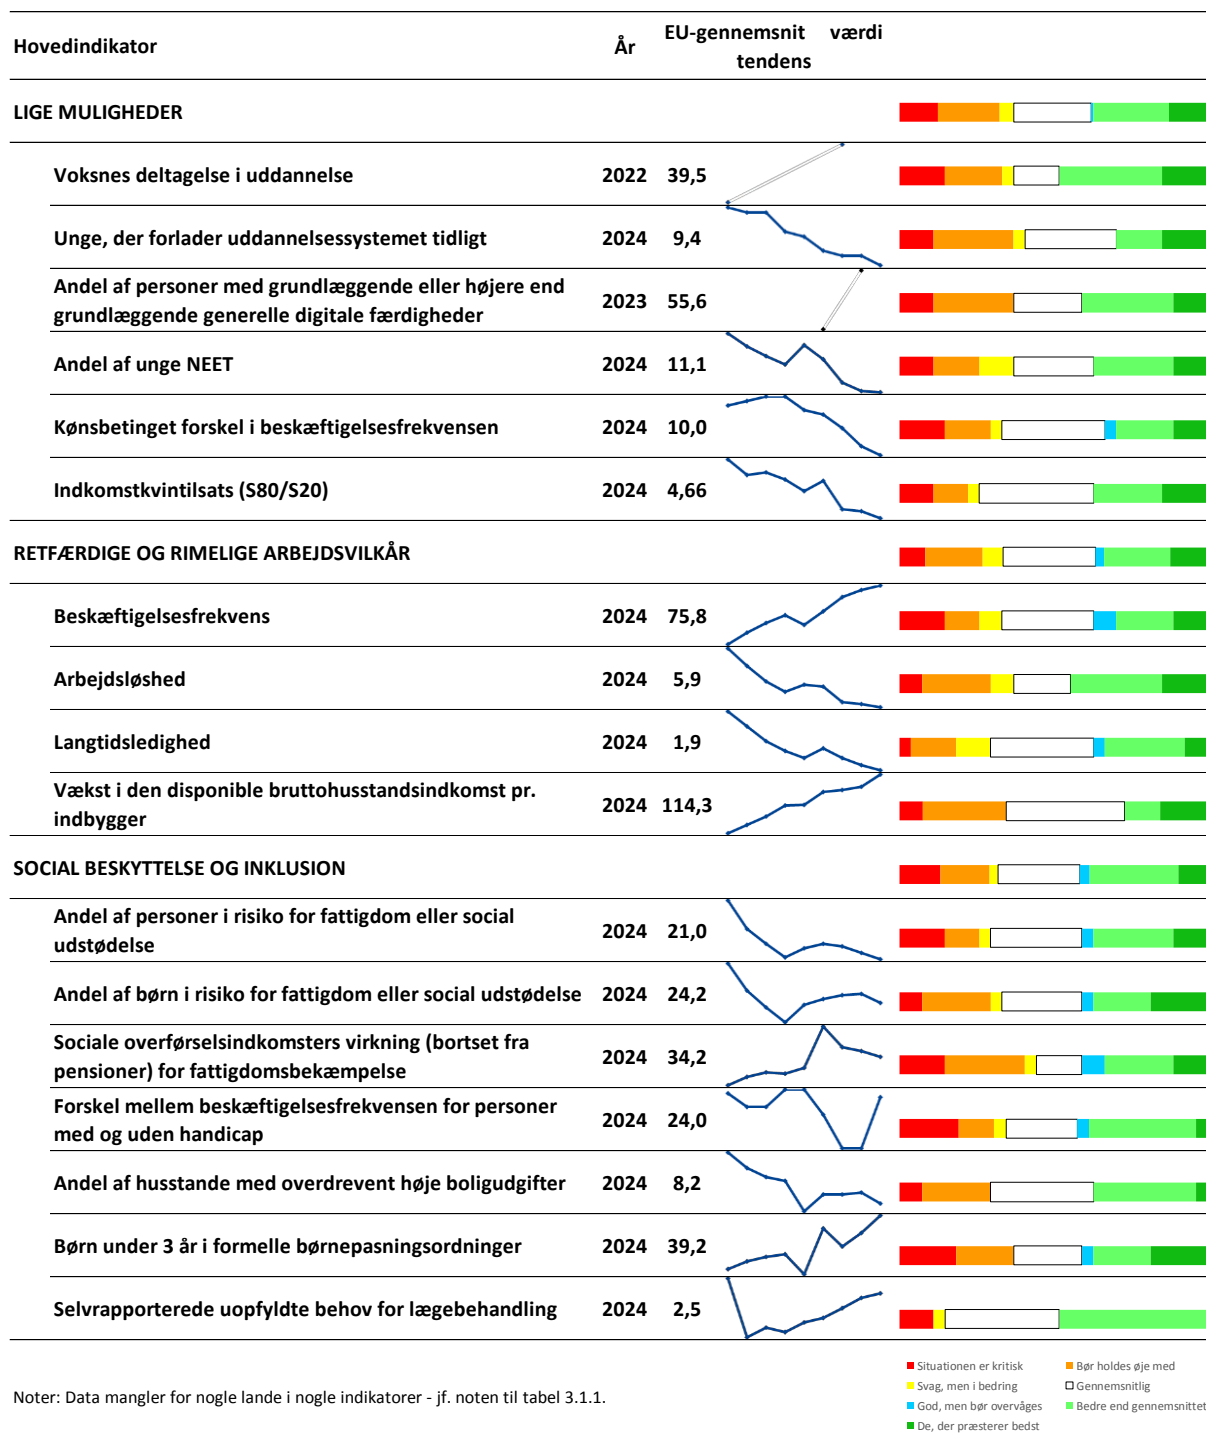 Hovedindikator År EU-gennemsnit værdi
tendens
LIGE MULIGHEDER
Voksnes deltagelse i uddannelse 2022 39,5
Unge, der forlader uddannelsessystemet tidligt 2024 9,4
Andel af personer med grundlæggende eller højere end
grundlæggende generelle digitale færdigheder 2023 55,6
Andel af unge NEET 2024 11,1
Kønsbetinget forskel i beskæftigelsesfrekvensen 2024 10,0
Indkomstkvintilsats (S80/S20) 2024 4,66
RETFÆRDIGE OG RIMELIGE ARBEJDSVILKÅR
Beskæftigelsesfrekvens 2024 75,8
Arbejdsløshed 2024 5,9
Langtidsledighed 2024 1,9
Vækst i den disponible bruttohusstandsindkomst pr.
indbygger 2024 114,3
SOCIAL BESKYTTELSE OG INKLUSION
Andel af personer i risiko for fattigdom eller social
udstødelse 2024 21,0
Andel af børn i risiko for fattigdom eller social udstødelse 2024 24,2
Sociale overførselsindkomsters virkning (bortset fra
pensioner) for fattigdomsbekæmpelse 2024 34,2
Forskel mellem beskæftigelsesfrekvensen for personer
med og uden handicap 2024 24,0
Andel af husstande med overdrevent høje boligudgifter 2024 8,2
Børn under 3 år i formelle børnepasningsordninger 2024 39,2
Selvrapporterede uopfyldte behov for lægebehandling 2024 2,5
Noter: Data mangler for nogle lande i nogle indikatorer - jf. noten til tabel 3.1.1.
Situationen er kritisk Bør holdes øje med
Svag, men i bedring Gennemsnitlig
God, men bør overvåges Bedre end gennemsnittet
De, der præsterer bedst